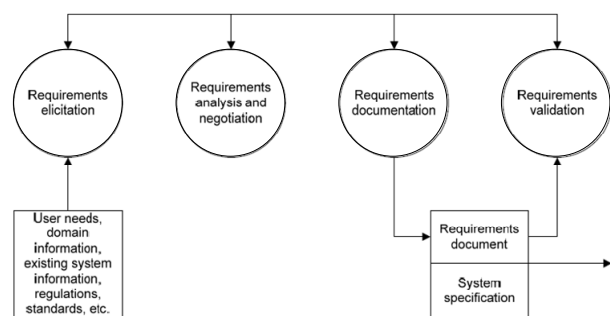 Requirements
elicitation
Requirements
analysis and
negotiation
Requirements
documentation
Requirements
validation
User needs,
domain
information,
existing system
information,
regulations,
standards, etc.
Requirements
document
System
specification